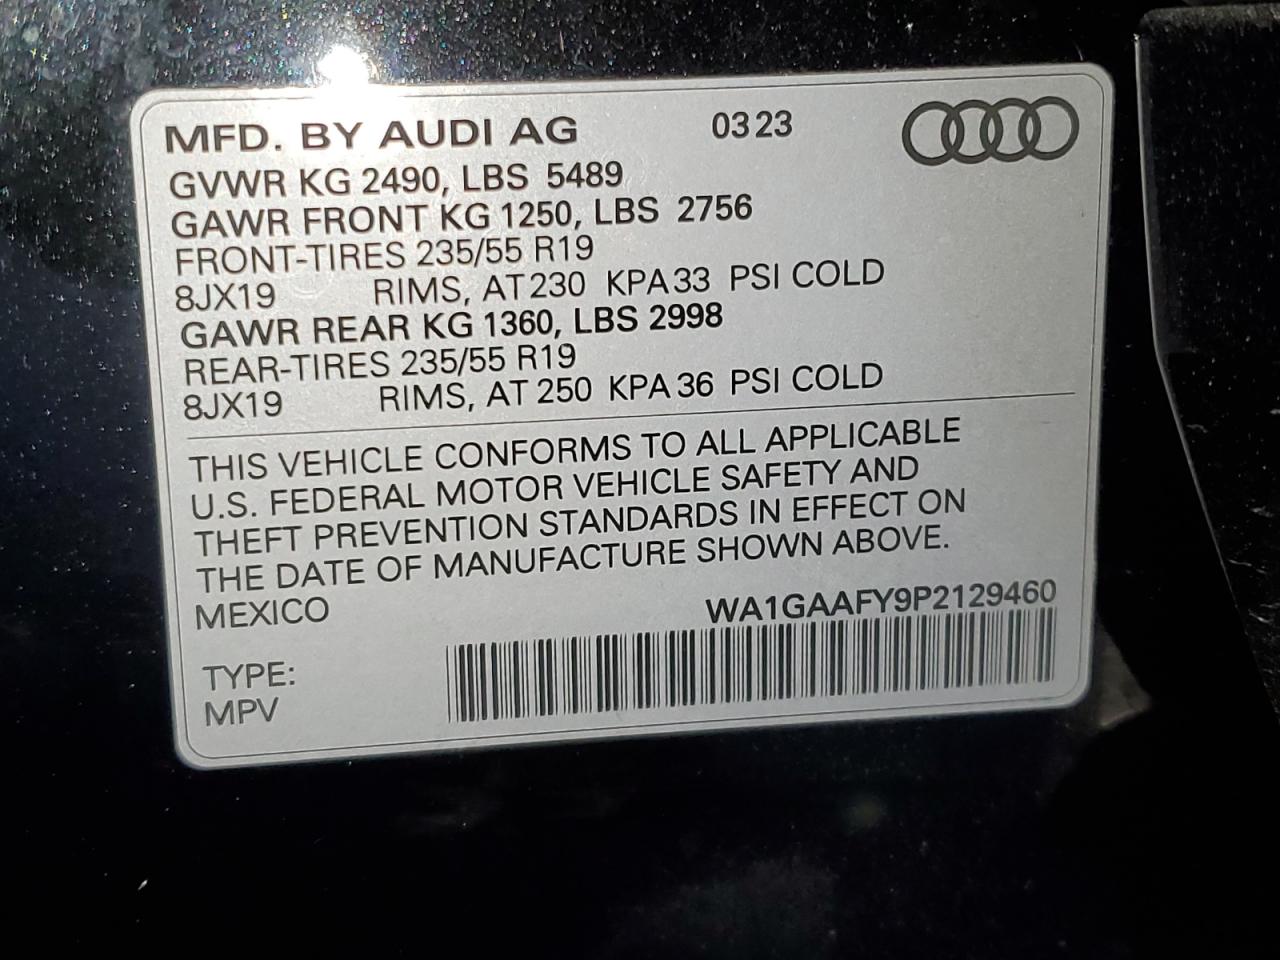 MFD. BY AUDI AG 03 23
GVWR KG 2490, LBS 5489
GAWR FRONT KG 1250, LBS 2756
FRONT-TIRES 235/55 R19
8JX19 RIMS, AT 230 KPA 33 PSI COLD
GAWR REAR KG 1360, LBS 2998
REAR-TIRES 235/55 R19
8JX19 RIMS, AT 250 KPA 36 PSI COLD
THIS VEHICLE CONFORMS TO ALL APPLICABLE
U.S. FEDERAL MOTOR VEHICLE SAFETY AND
THEFT PREVENTION STANDARDS IN EFFECT ON
THE DATE OF MANUFACTURE SHOWN ABOVE.
MEXICO WA1GAAFY9P2129460
TYPE:
MPV